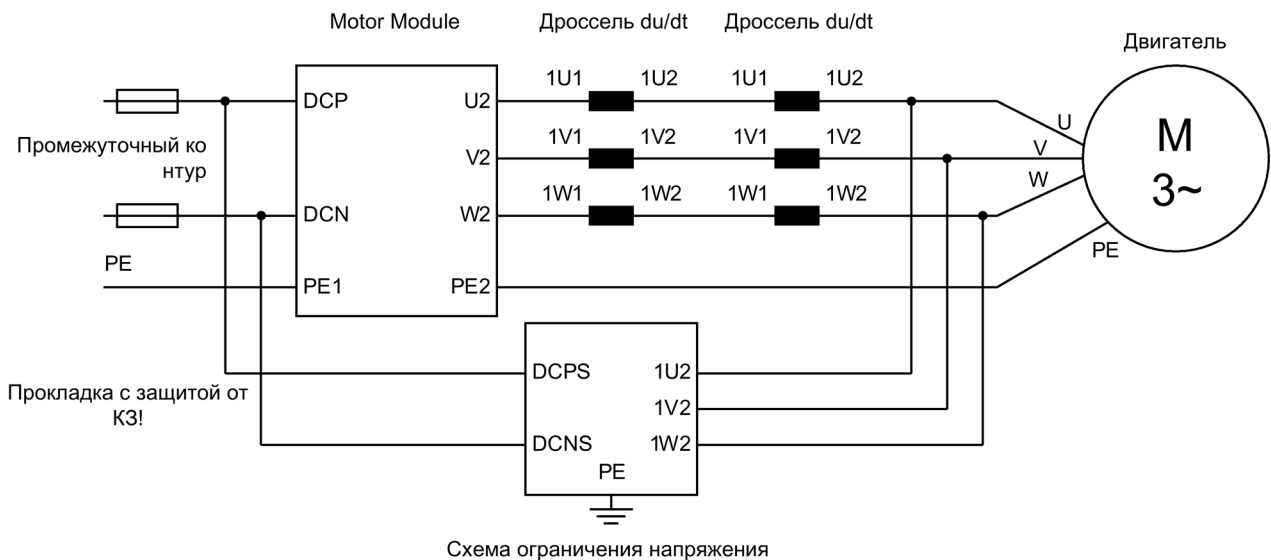 Motor Module
Дроссель du/dt
Дроссель du/dt
Двигатель
1U1
1U2
1U1
1U2
DCP
U2
U
M
3~
Промежуточный ко
нтур
V2
1V1
1V2
1V1
1V2
V
W
DCN
W2
1W1
1W2
1W1
1W2
PE
PE
PE1
PE2
Прокладка с защитой от
КЗ!
DCPS
1U2
1V2
DCNS
1W2
PE
Схема ограничения напряжения